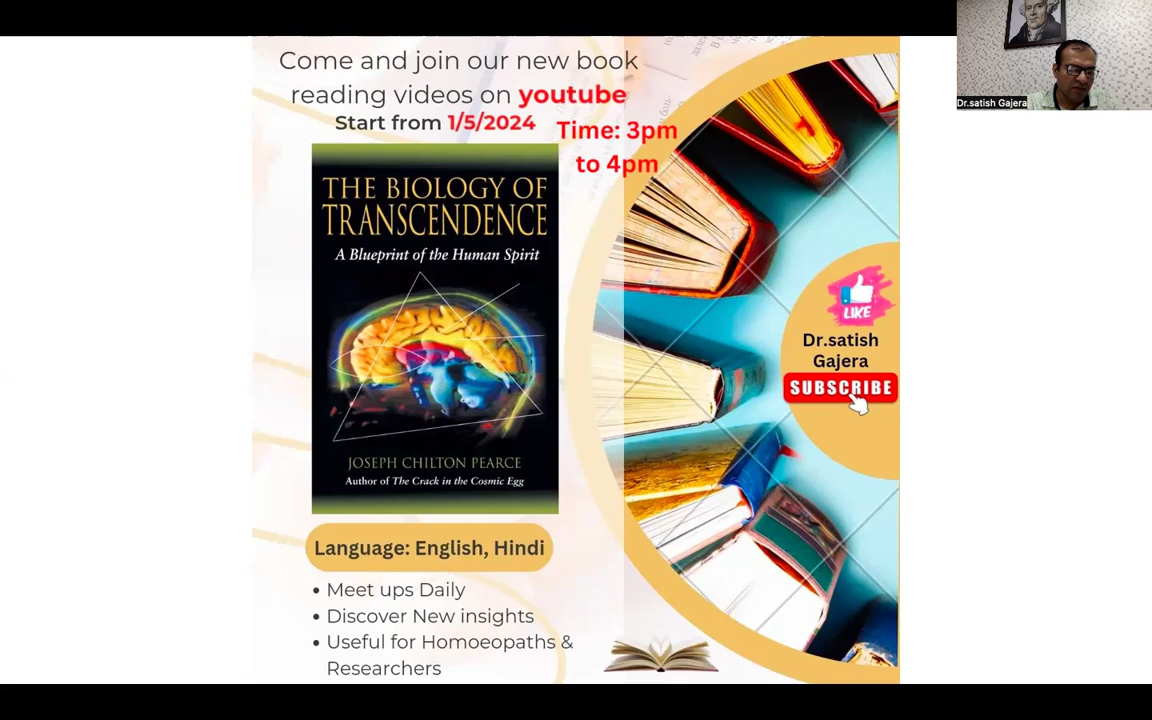 Come and join our new book
reading videos on youtube
Start from 1/5/2024
Time: 3pm
to 4pm
THE BIOLOGY OF
TRANSCENDENCE
A Blueprint of the Human Spirit
JOSEPH CHILTON PEARCE
Author of The Crack in the Cosmic Egg
Language: English, Hindi
• Meet ups Daily
• Discover New insights
• Useful for Homoeopaths &
Researchers
LIKE
Dr.satish
Gajera
SUBSCRIBE
Dr.satish Gajera